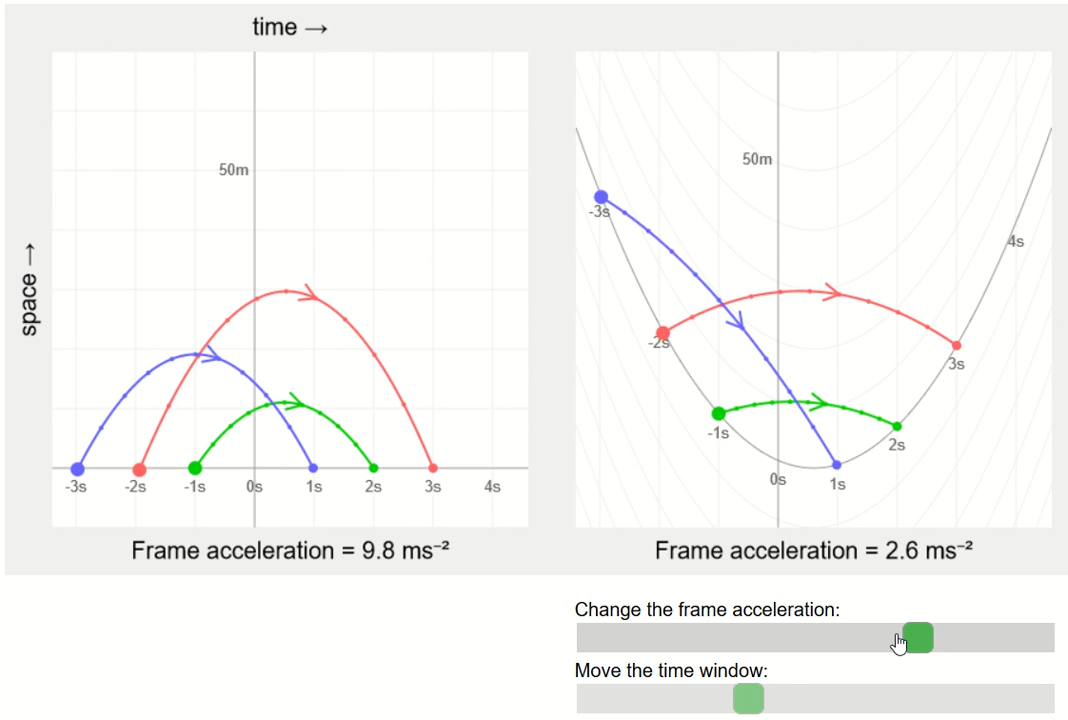 time →
space →
50m
-3s -2s -1s 0s 1s 2s 3s 4s
Frame acceleration = 9.8 ms⁻²
50m
-3s
4s
-2s
3s
-1s
2s
0s
1s
Frame acceleration = 2.6 ms⁻²
Change the frame acceleration:
Move the time window: